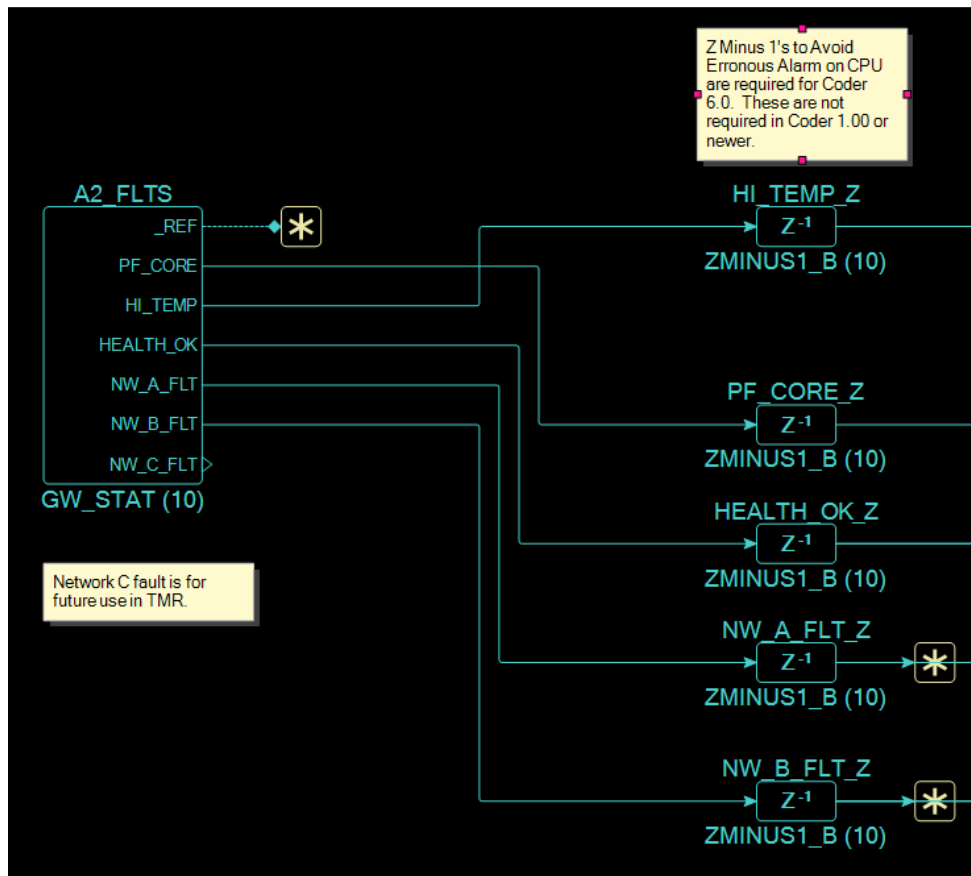 Z Minus 1's to Avoid
Erronous Alarm on CPU
are required for Coder
6.0. These are not
required in Coder 1.00 or
newer.
A2_FLTS
_REF
PF_CORE
HI_TEMP
HEALTH_OK
NW_A_FLT
NW_B_FLT
NW_C_FLT
GW_STAT (10)
Network C fault is for
future use in TMR.
HI_TEMP_Z
Z-1
ZMINUS1_B (10)
PF_CORE_Z
Z-1
ZMINUS1_B (10)
HEALTH_OK_Z
Z-1
ZMINUS1_B (10)
NW_A_FLT_Z
Z-1
ZMINUS1_B (10)
NW_B_FLT_Z
Z-1
ZMINUS1_B (10)